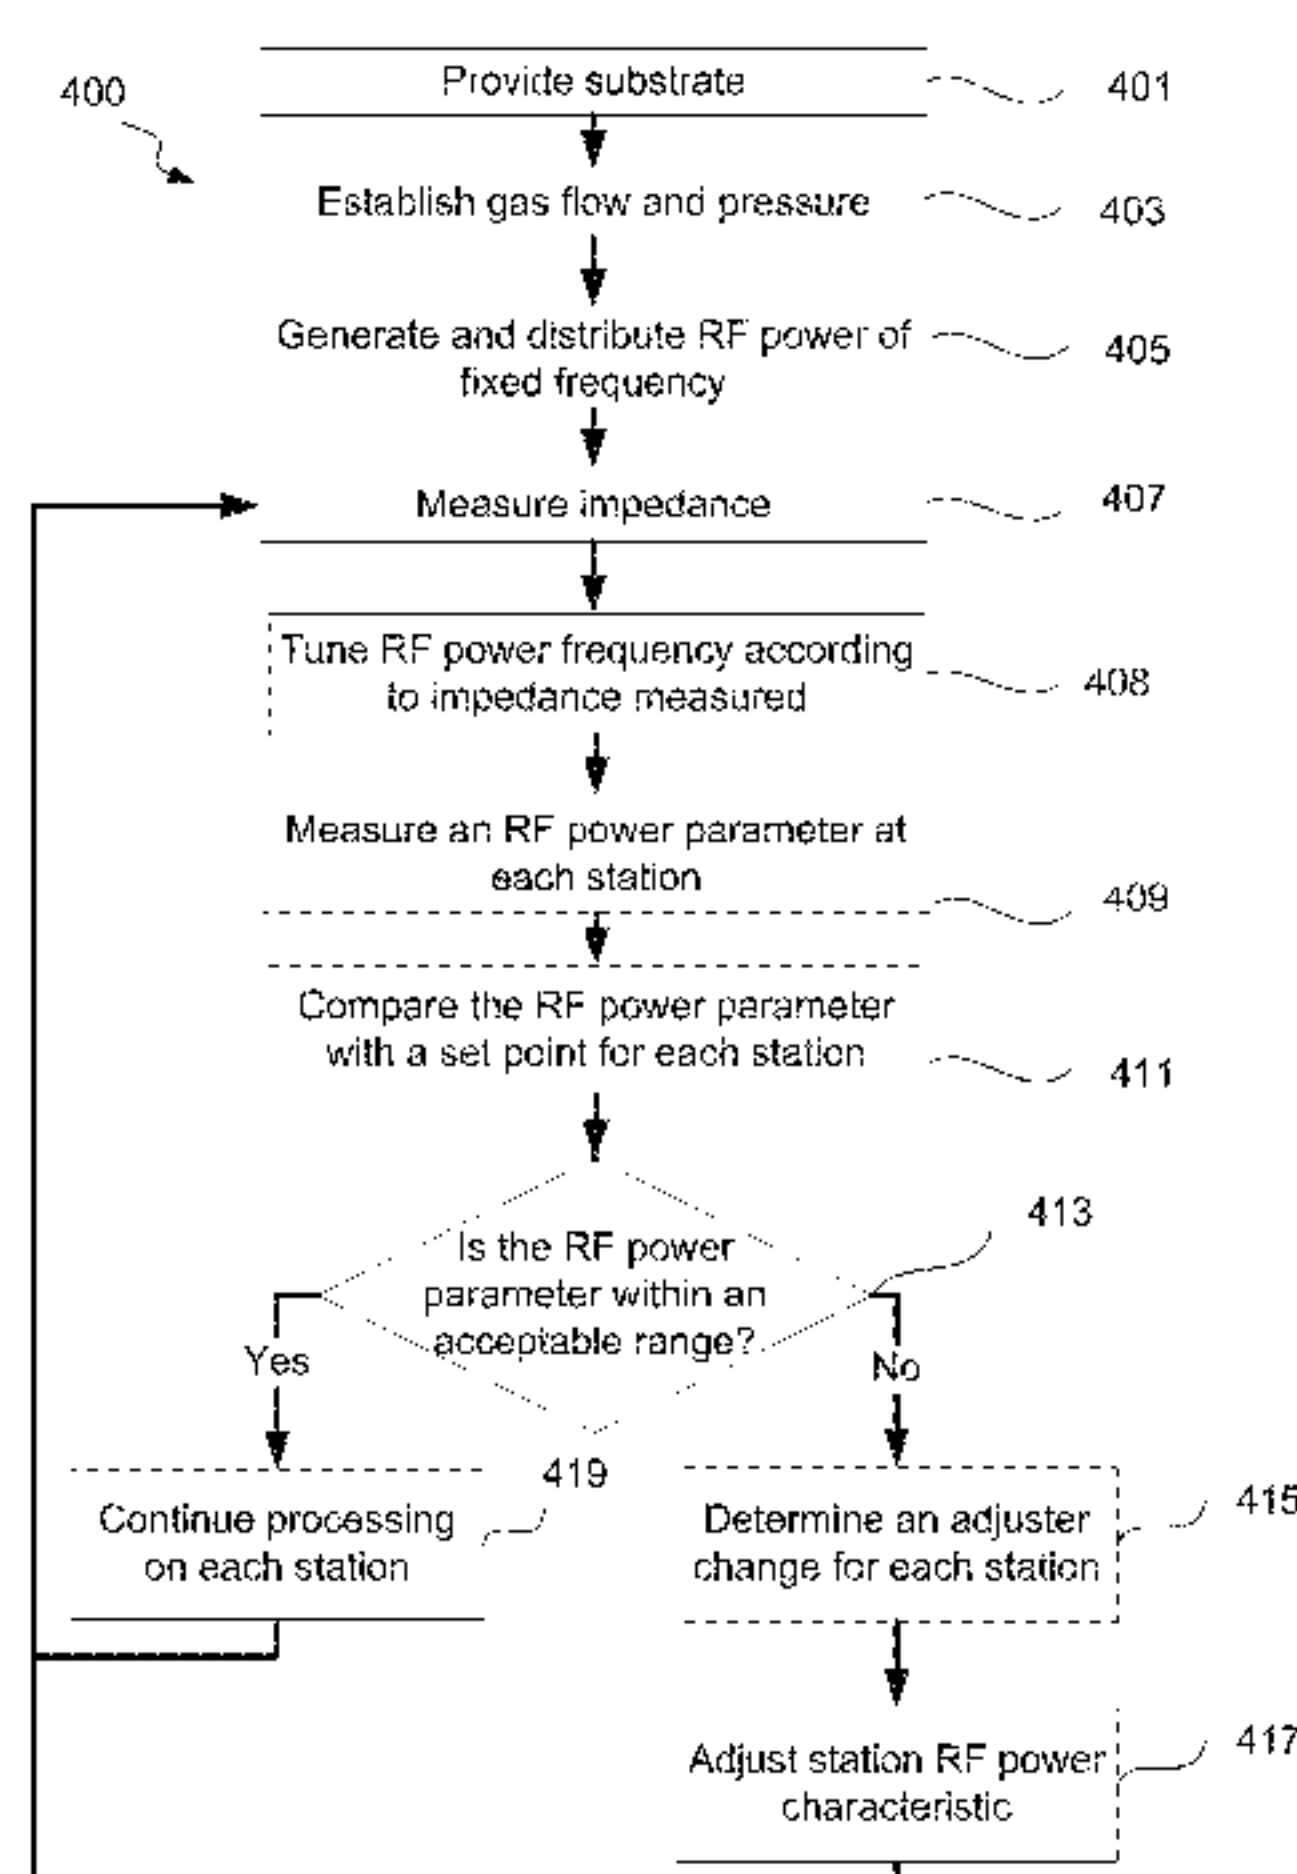 400
Provide substrate
401
Establish gas flow and pressure
403
Generate and distribute RF power of
fixed frequency
405
Measure impedance
407
Tune RF power frequency according
to impedance measured
408
Measure an RF power parameter at
each station
409
Compare the RF power parameter
with a set point for each station
411
Is the RF power
parameter within an
acceptable range?
413
Yes
No
Continue processing
on each station
419
Determine an adjuster
change for each station
415
Adjust station RF power
characteristic
417